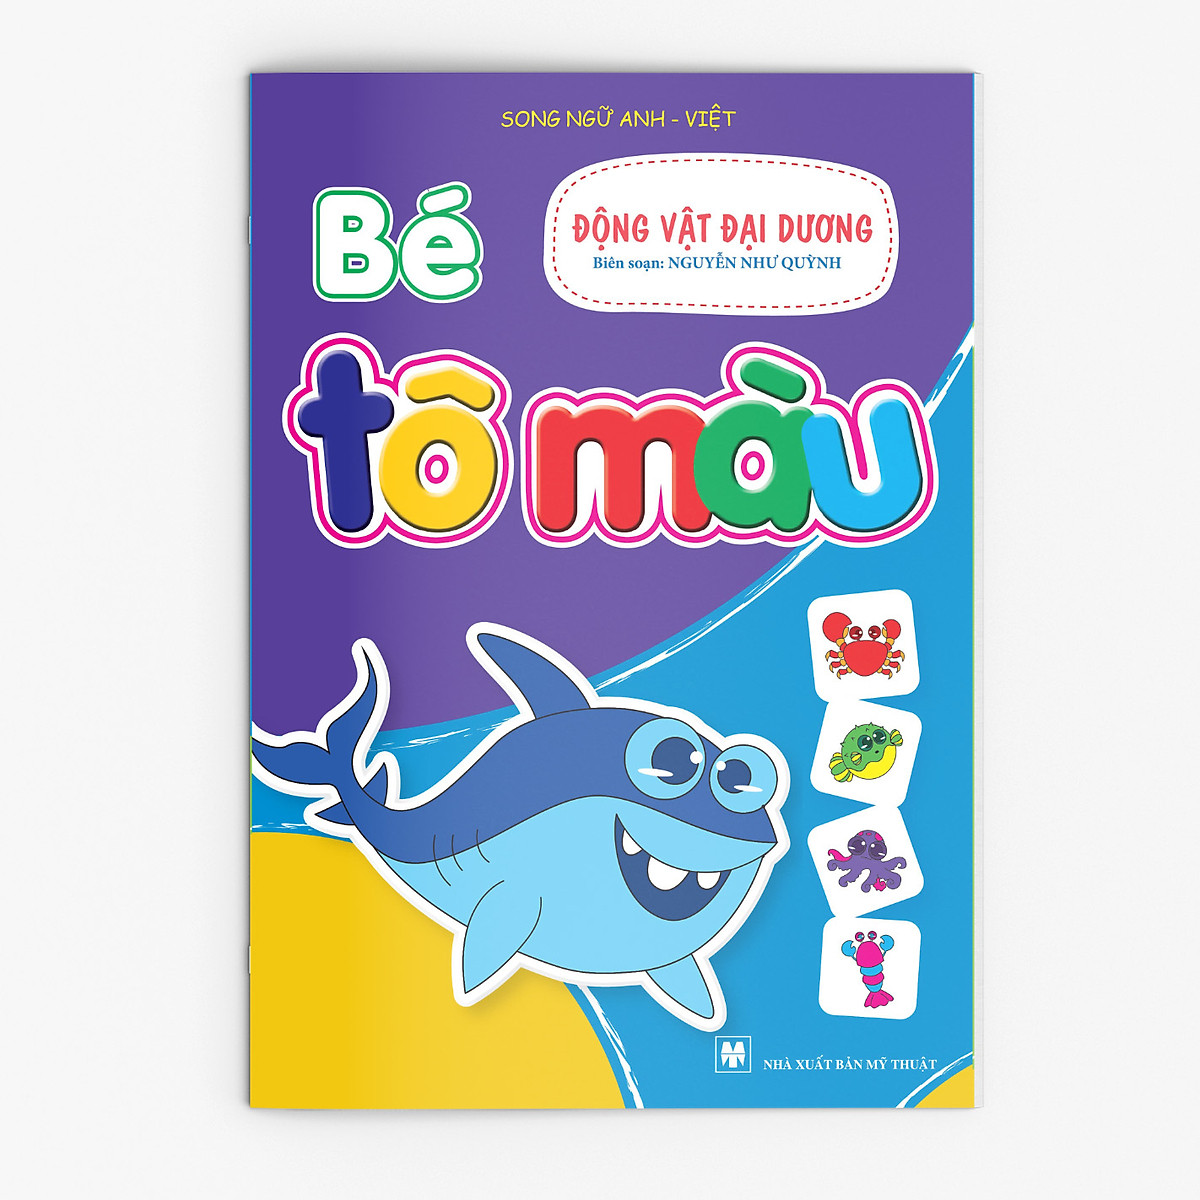 SONG NGỮ ANH - VIỆT
Bé
ĐỘNG VẬT ĐẠI DƯƠNG
Biên soạn: NGUYỄN NHƯ QUỲNH
tô màu
NHÀ XUẤT BẢN MỸ THUẬT